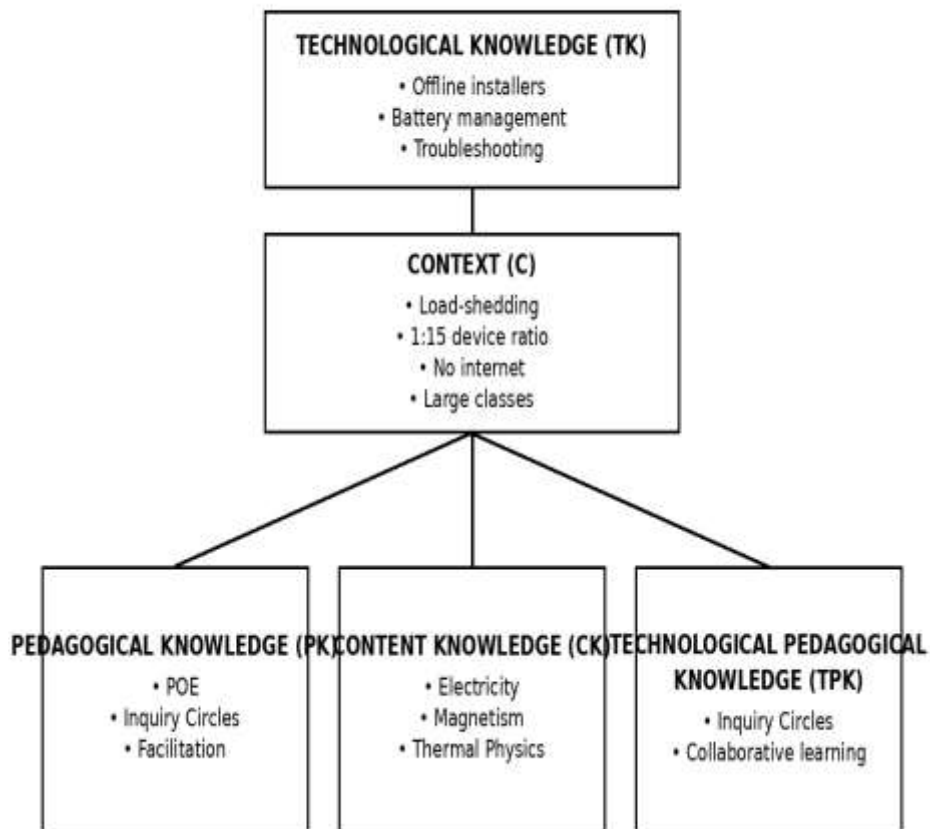 TECHNOLOGICAL KNOWLEDGE (TK)
• Offline installers
• Battery management
• Troubleshooting
CONTEXT (C)
• Load-shedding
• 1:15 device ratio
• No internet
• Large classes
PEDAGOGICAL KNOWLEDGE (PK)
• POE
• Inquiry Circles
• Facilitation
CONTENT KNOWLEDGE (CK)
• Electricity
• Magnetism
• Thermal Physics
TECHNOLOGICAL PEDAGOGICAL
KNOWLEDGE (TPK)
• Inquiry Circles
• Collaborative learning